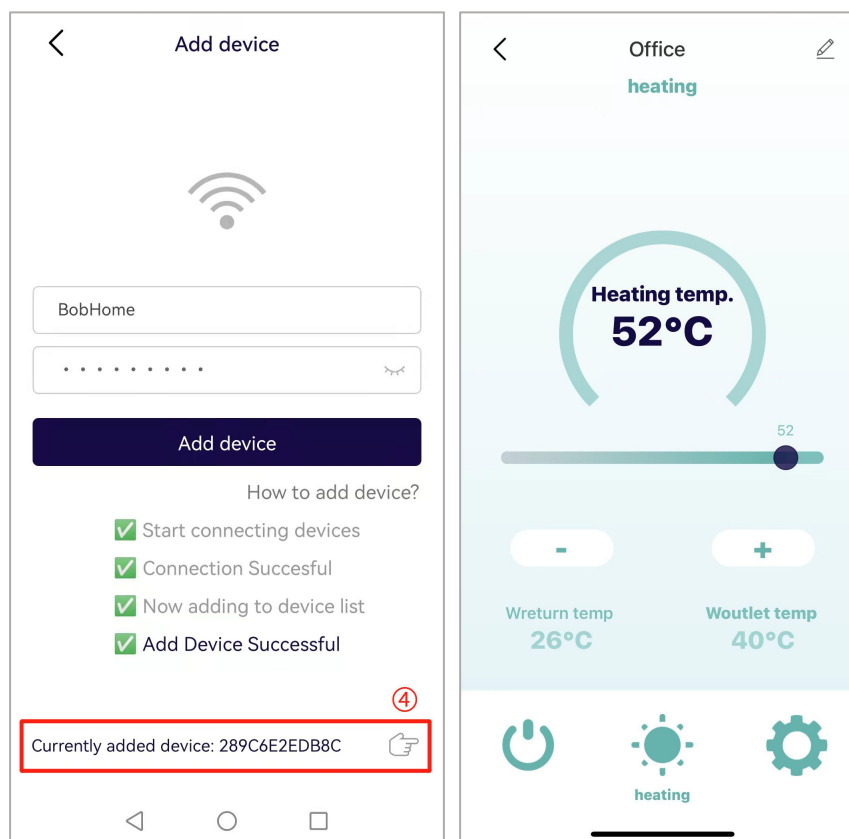 Add device
BobHome
• • • • • • • • •
Add device
How to add device?
✅ Start connecting devices
✅ Connection Succesful
✅ Now adding to device list
✅ Add Device Successful
④
Currently added device: 289C6E2EDB8C
Office
heating
Heating temp.
52°C
52
- +
Wreturn temp Woutlet temp
26°C 40°C
heating